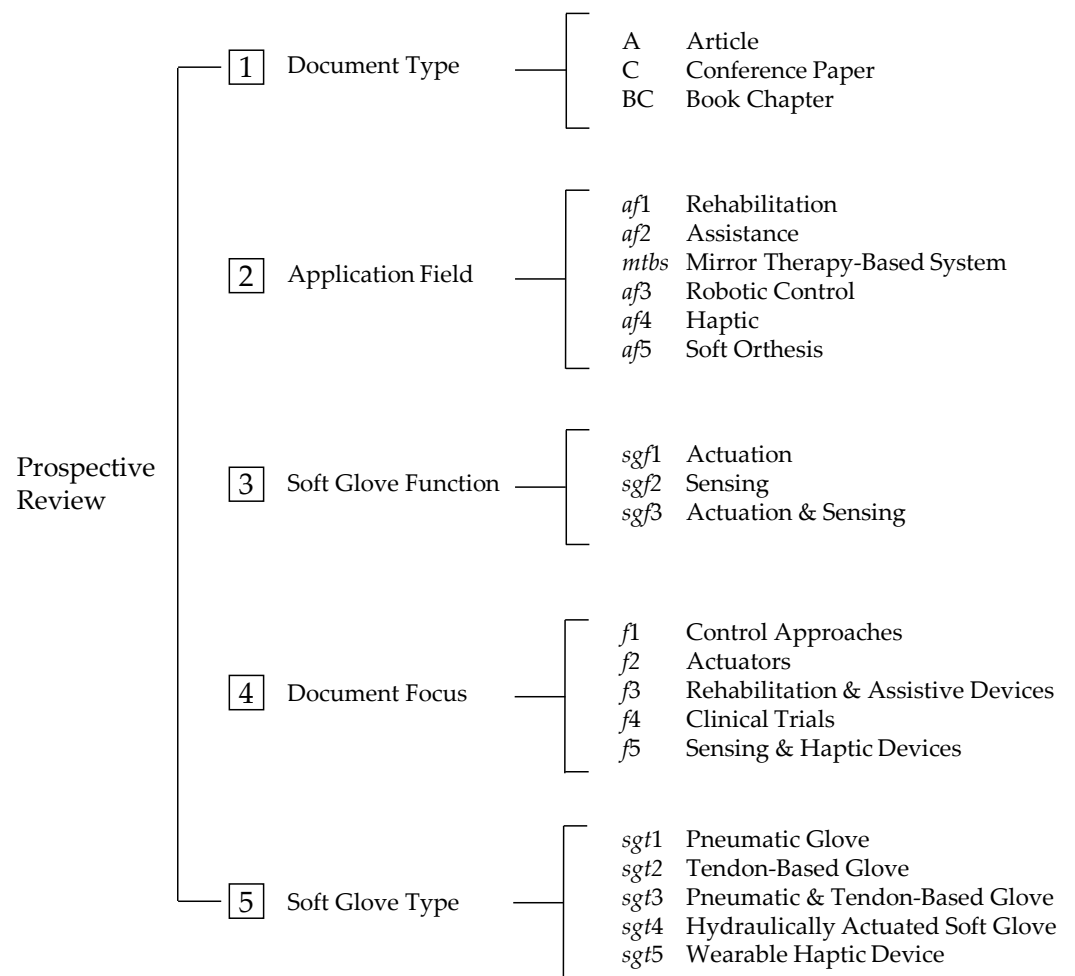 Prospective
Review
1 Document Type
A Article
C Conference Paper
BC Book Chapter
2 Application Field
af1 Rehabilitation
af2 Assistance
mtbs Mirror Therapy-Based System
af3 Robotic Control
af4 Haptic
af5 Soft Orthesis
3 Soft Glove Function
sgf1 Actuation
sgf2 Sensing
sgf3 Actuation & Sensing
4 Document Focus
f1 Control Approaches
f2 Actuators
f3 Rehabilitation & Assistive Devices
f4 Clinical Trials
f5 Sensing & Haptic Devices
5 Soft Glove Type
sgt1 Pneumatic Glove
sgt2 Tendon-Based Glove
sgt3 Pneumatic & Tendon-Based Glove
sgt4 Hydraulically Actuated Soft Glove
sgt5 Wearable Haptic Device